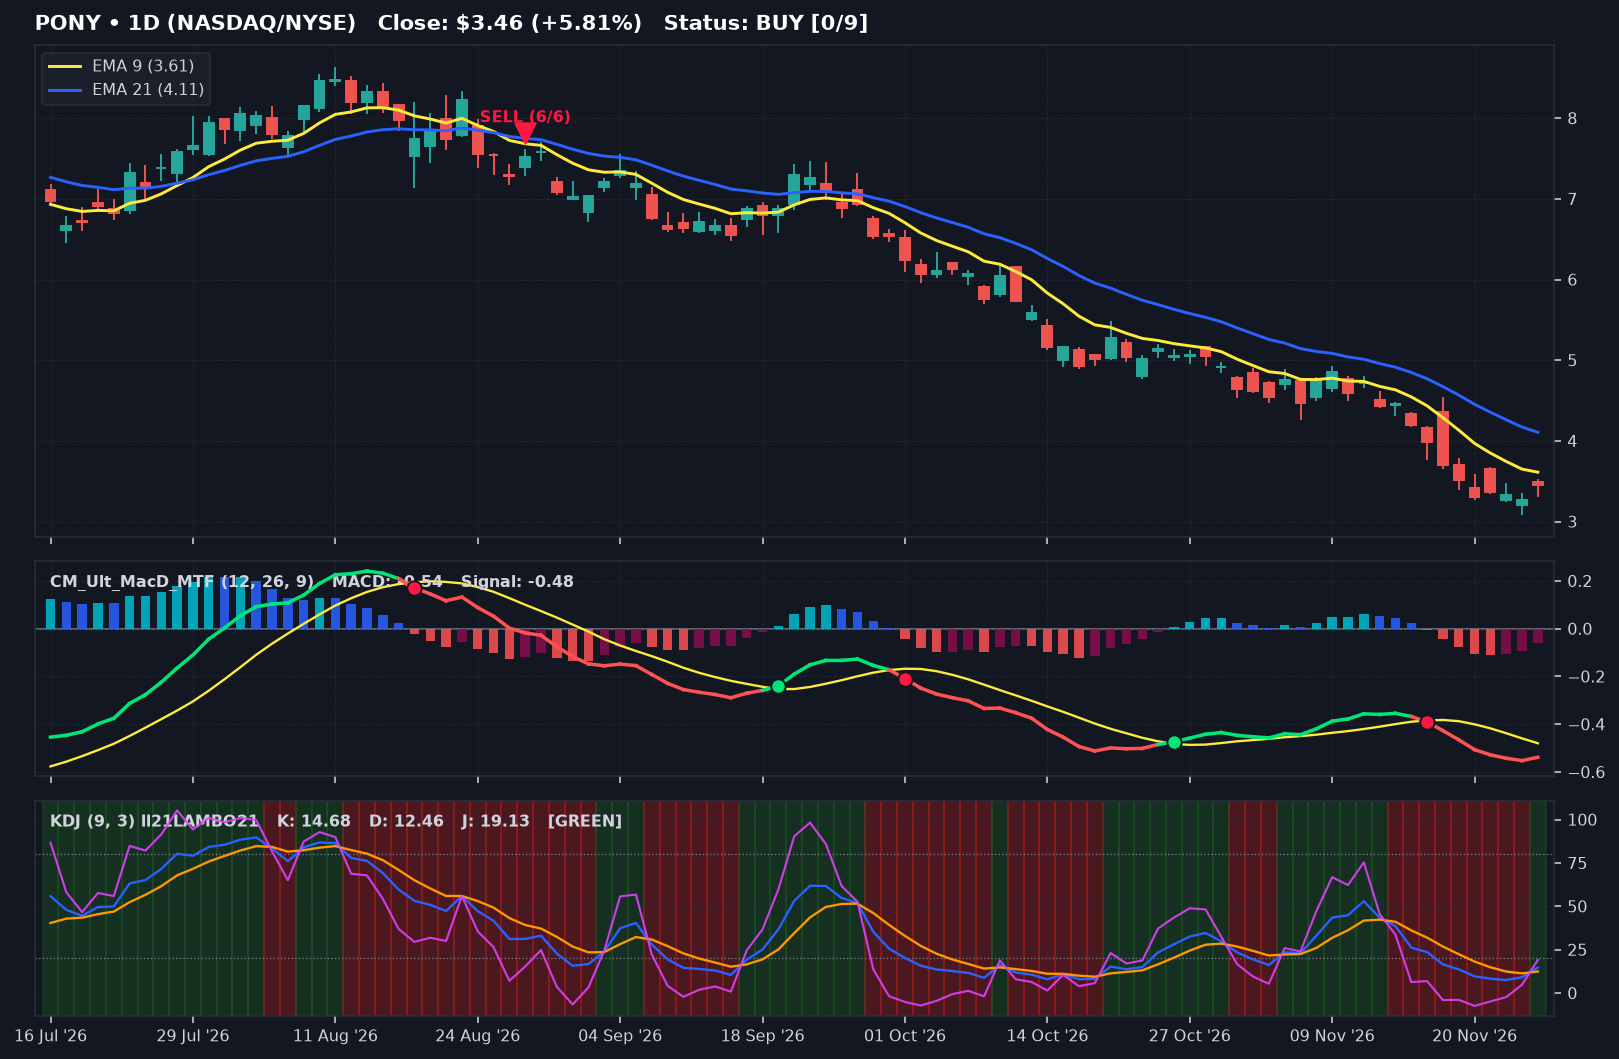 PONY • 1D (NASDAQ/NYSE)   Close: $3.46 (+5.81%)   Status: BUY [0/9]
EMA 9 (3.61)
EMA 21 (4.11)
SELL (6/6)
8
7
6
5
4
3
CM_Ult_MacD_MTF (12, 26, 9)   MACD: -0.54   Signal: -0.48
0.2
0.0
−0.2
−0.4
−0.6
KDJ (9, 3) II21LAMBO21   K: 14.68   D: 12.46   J: 19.13   [GREEN]
100
75
50
25
0
16 Jul '26
29 Jul '26
11 Aug '26
24 Aug '26
04 Sep '26
18 Sep '26
01 Oct '26
14 Oct '26
27 Oct '26
09 Nov '26
20 Nov '26